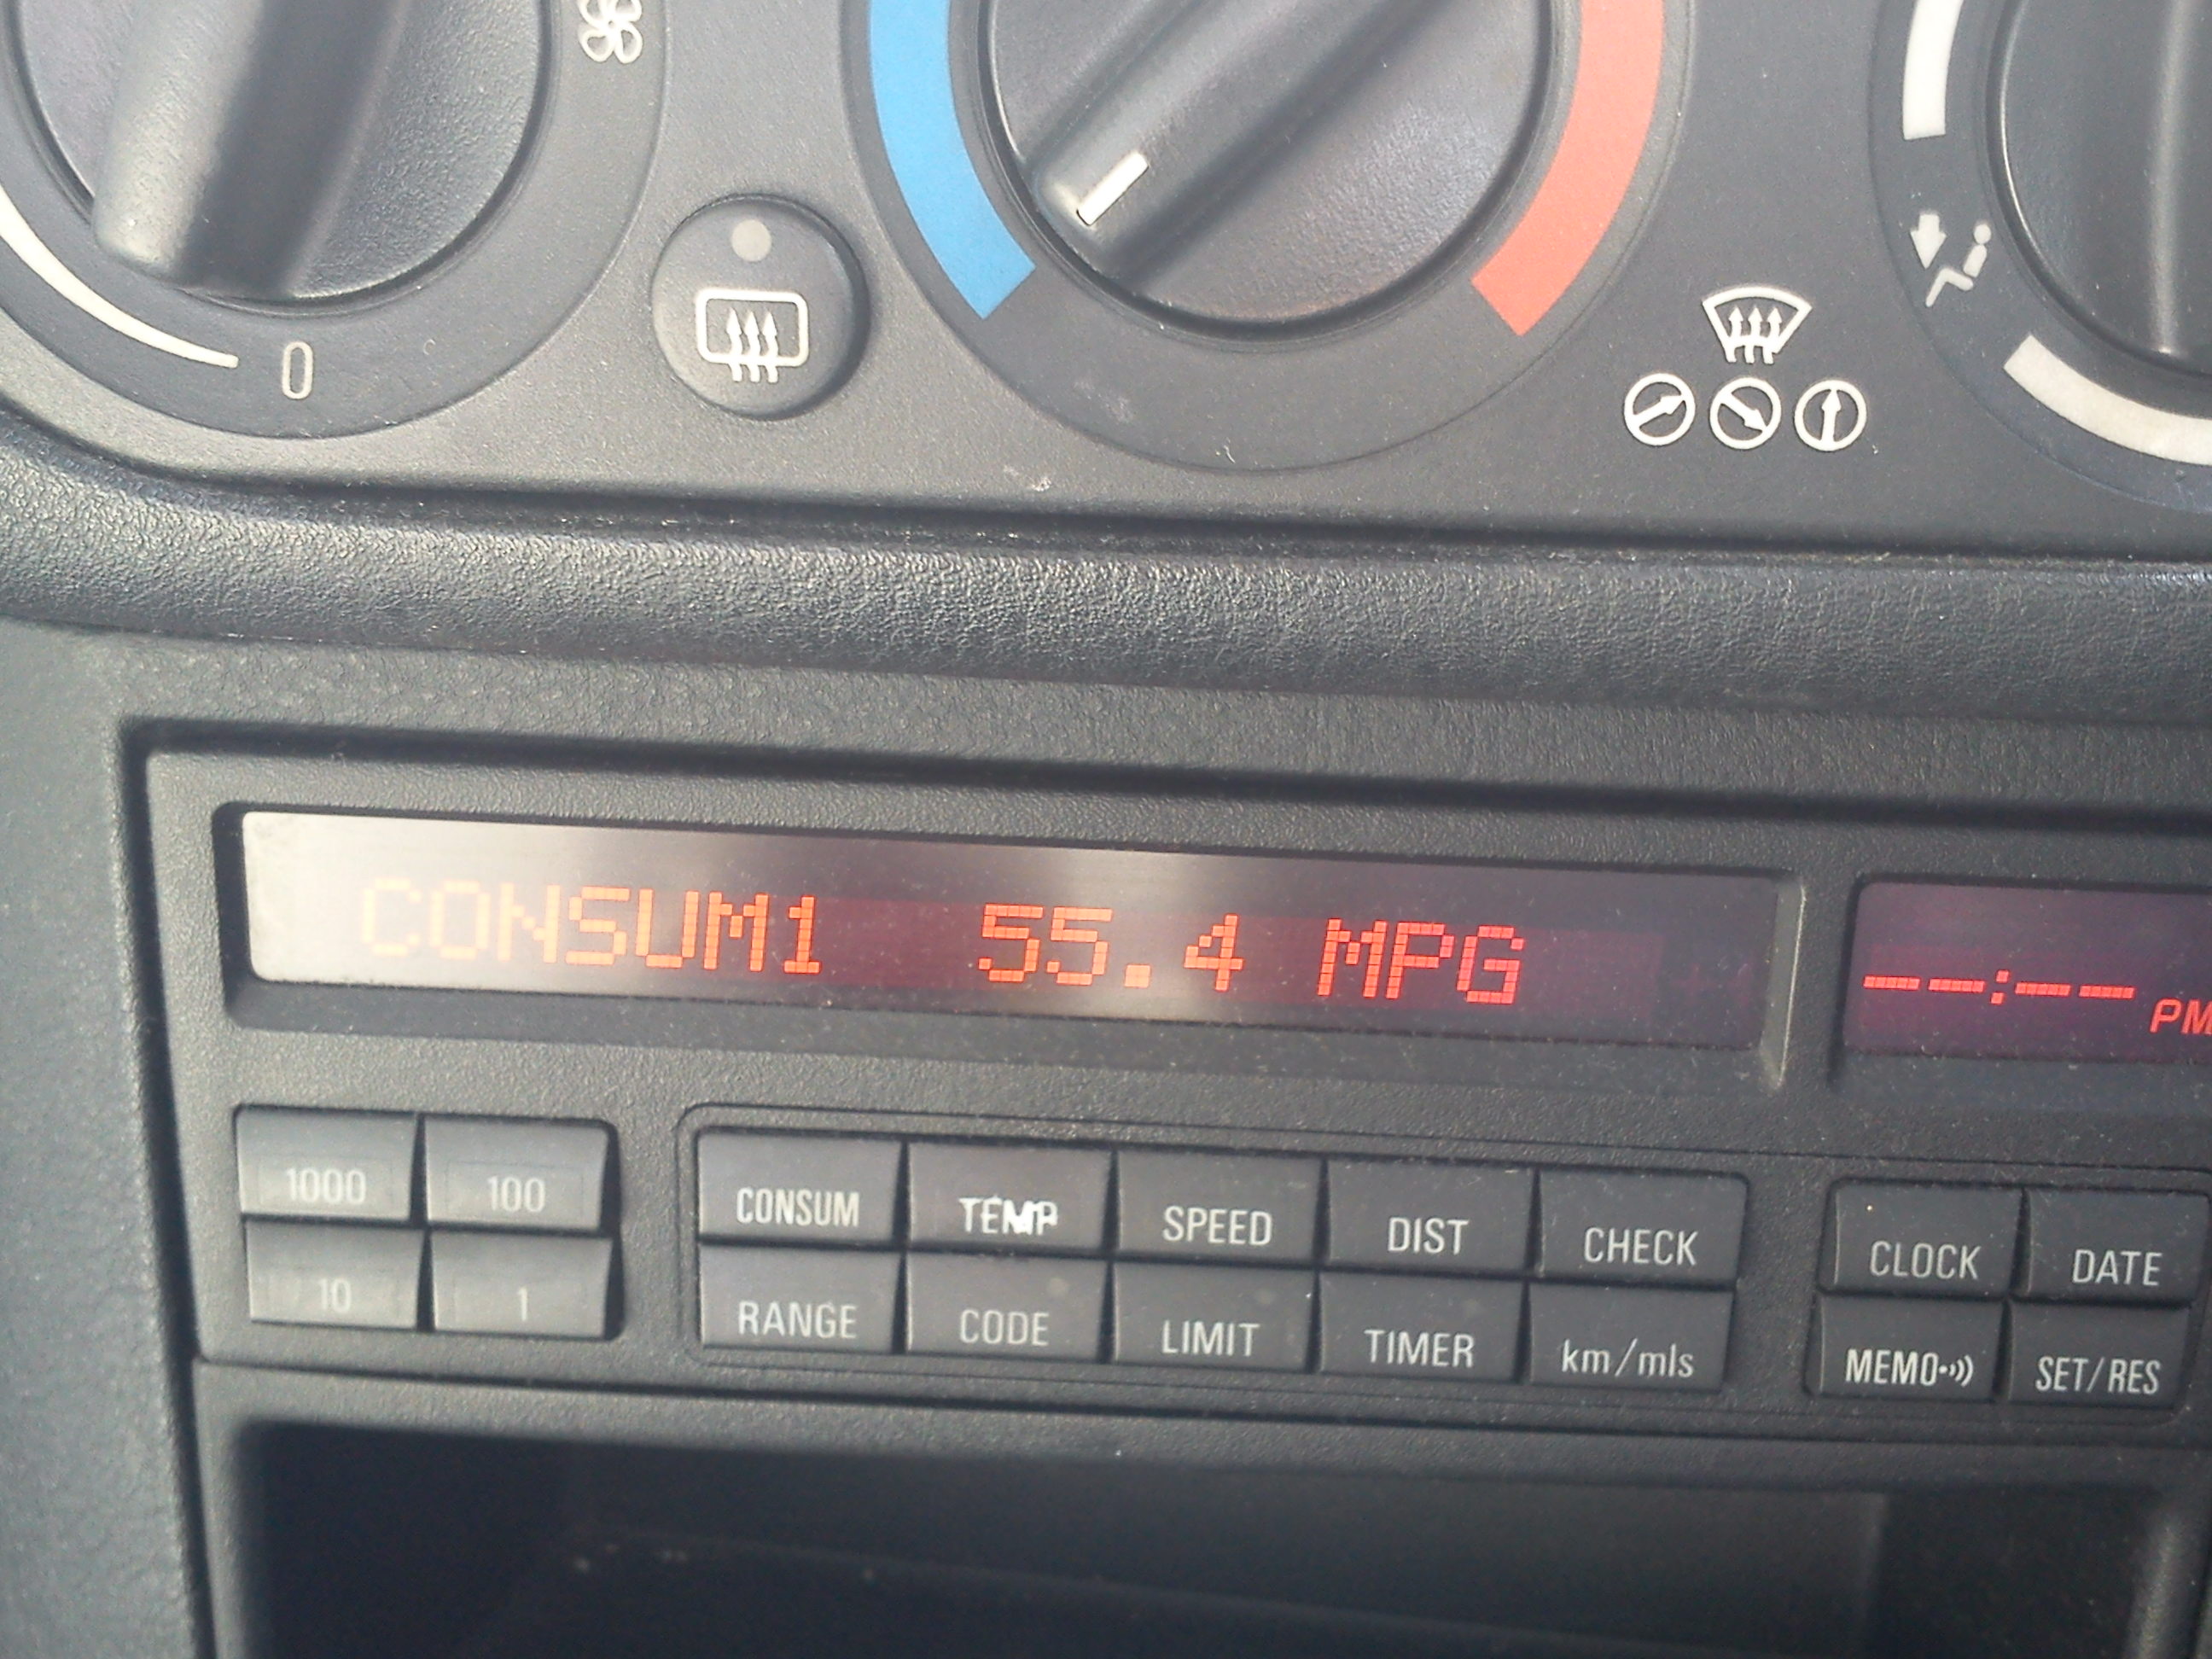 0
CONSUM1 55.4 MPG
--:-- PM
1000 100
CONSUM TEMP SPEED DIST CHECK
CLOCK DATE
10 1
RANGE CODE LIMIT TIMER km/mls
MEMO SET/RES